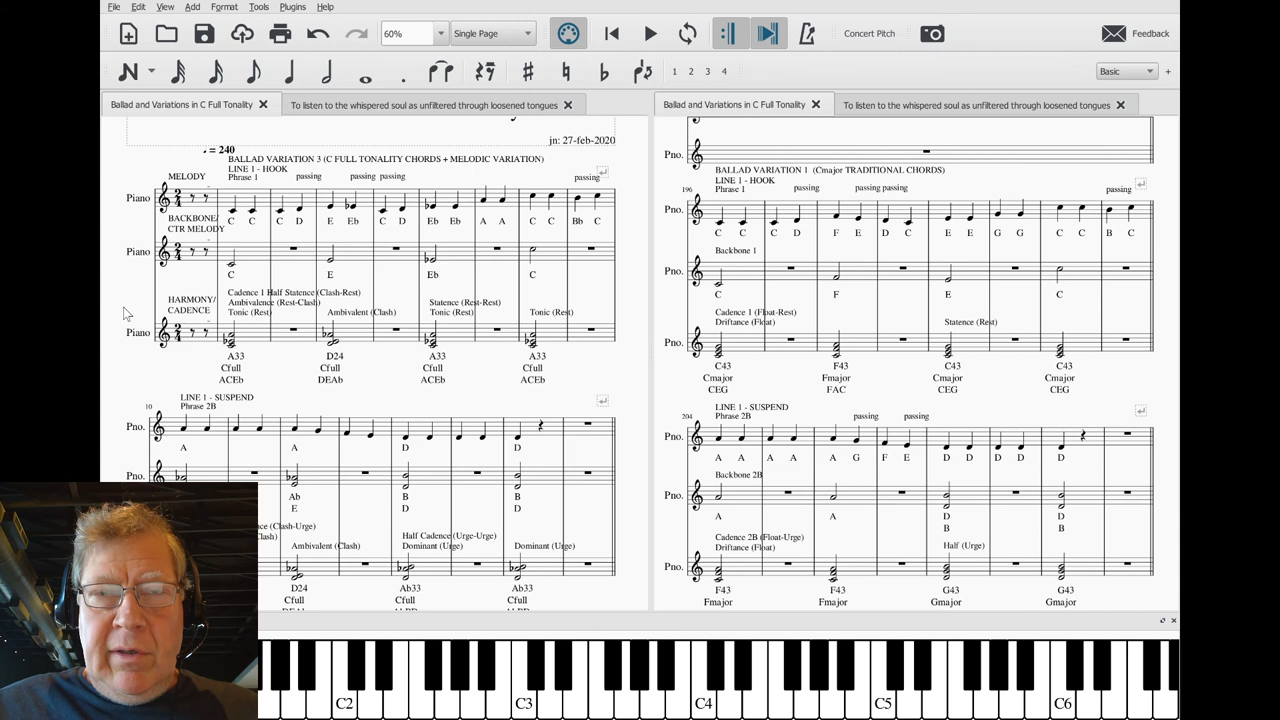 File Edit View Add Format Tools Plugins Help
60% Single Page Concert Pitch Feedback
1 2 3 4 Basic +
Ballad and Variations in C Full Tonality To listen to the whispered soul as unfiltered through loosened tongues
jn: 27-feb-2020
. = 240
BALLAD VARIATION 3 (C FULL TONALITY CHORDS + MELODIC VARIATION)
LINE 1 - HOOK
MELODY Phrase 1 passing passing passing passing
Piano
C C C D E Eb C D Eb Eb A A C C Bb C
BACKBONE/
CTR MELODY
Piano
C E Eb C
Cadence 1 Half Statence (Clash-Rest)
HARMONY/ Ambivalence (Rest-Clash) Statence (Rest-Rest)
CADENCE Tonic (Rest) Ambivalent (Clash) Tonic (Rest) Tonic (Rest)
Piano
A33 D24 A33 A33
Cfull Cfull Cfull Cfull
ACEb DEAb ACEb ACEb
LINE 1 - SUSPEND
10 Phrase 2B
Pno.
A A D D
Pno.
Ab B B
E D D
(Clash-Urge)
Half Cadence (Urge-Urge)
Ambivalent (Clash) Dominant (Urge) Dominant (Urge)
D24 Ab33 Ab33
Cfull Cfull Cfull
Ballad and Variations in C Full Tonality To listen to the whispered soul as unfiltered through loosened tongues
Pno.
BALLAD VARIATION 1 (Cmajor TRADITIONAL CHORDS)
LINE 1 - HOOK
196 Phrase 1 passing passing passing passing
Pno.
C C C D F E D C E E G G C C B C
Backbone 1
Pno.
C F E C
Cadence 1 (Float-Rest)
Driftance (Float) Statence (Rest)
Pno.
C43 F43 C43 C43
Cmajor Fmajor Cmajor Cmajor
CEG FAC CEG CEG
LINE 1 - SUSPEND
204 Phrase 2B passing passing
Pno.
A A A A A G F E D D D D D
Backbone 2B
Pno.
A A D D
B B
Cadence 2B (Float-Urge)
Driftance (Float) Half (Urge)
Pno.
F43 F43 G43 G43
Fmajor Fmajor Gmajor Gmajor
C2 C3 C4 C5 C6